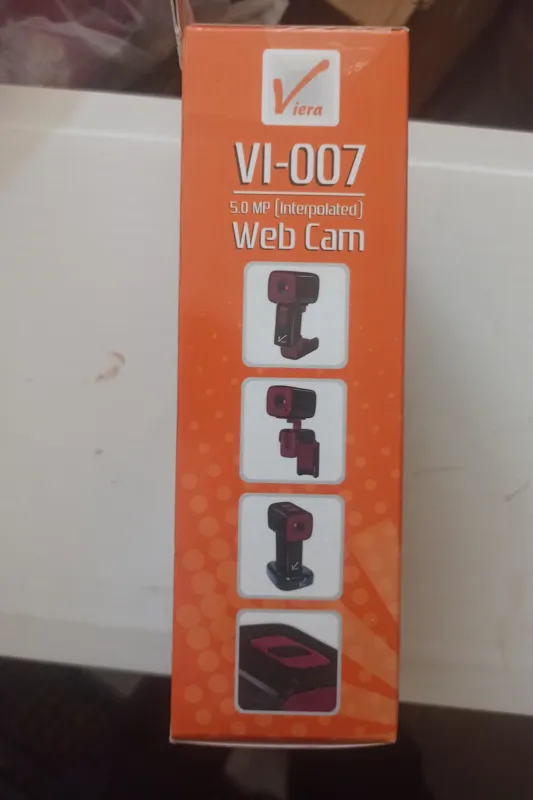 Viera
VI-007
5.0 MP (Interpolated)
Web Cam